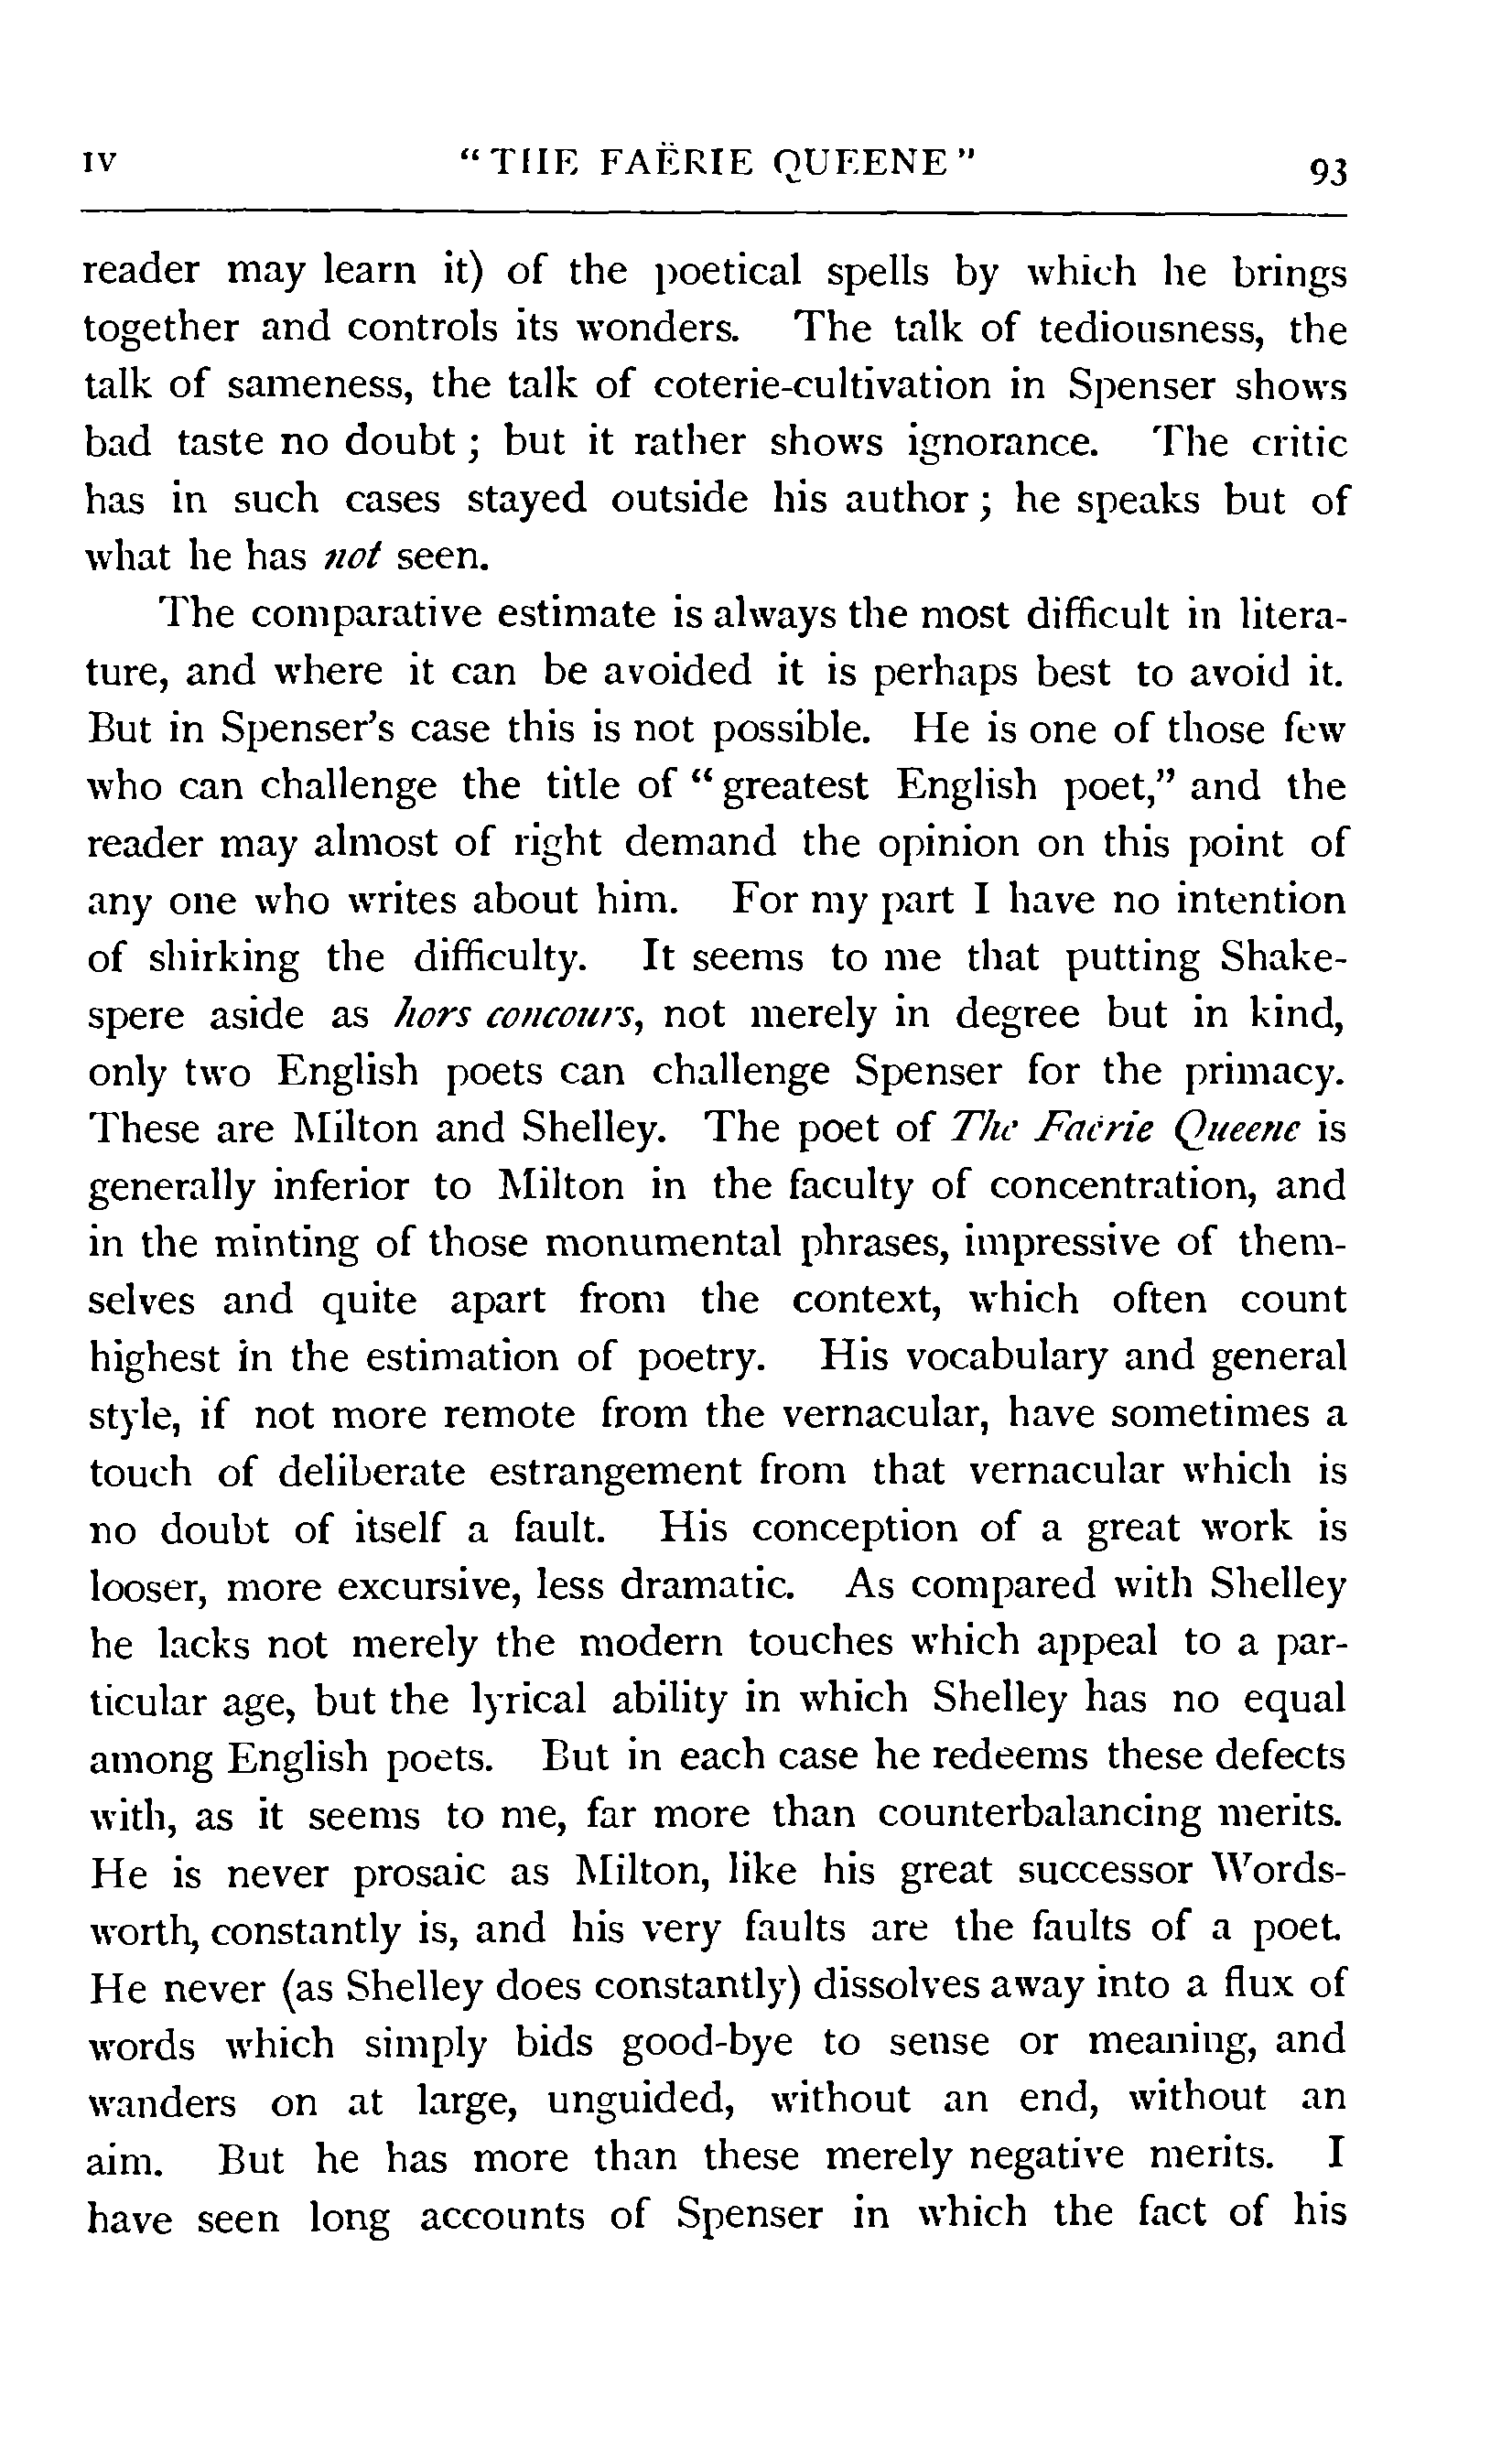 IV "THE FAËRIE QUEENE" 93
reader may learn it) of the poetical spells by which he brings
together and controls its wonders. The talk of tediousness, the
talk of sameness, the talk of coterie-cultivation in Spenser shows
bad taste no doubt ; but it rather shows ignorance. The critic
has in such cases stayed outside his author ; he speaks but of
what he has not seen.
The comparative estimate is always the most difficult in litera-
ture, and where it can be avoided it is perhaps best to avoid it.
But in Spenser's case this is not possible. He is one of those few
who can challenge the title of "greatest English poet," and the
reader may almost of right demand the opinion on this point of
any one who writes about him. For my part I have no intention
of shirking the difficulty. It seems to me that putting Shake-
spere aside as hors concours, not merely in degree but in kind,
only two English poets can challenge Spenser for the primacy.
These are Milton and Shelley. The poet of The Faërie Queene is
generally inferior to Milton in the faculty of concentration, and
in the minting of those monumental phrases, impressive of them-
selves and quite apart from the context, which often count
highest in the estimation of poetry. His vocabulary and general
style, if not more remote from the vernacular, have sometimes a
touch of deliberate estrangement from that vernacular which is
no doubt of itself a fault. His conception of a great work is
looser, more excursive, less dramatic. As compared with Shelley
he lacks not merely the modern touches which appeal to a par-
ticular age, but the lyrical ability in which Shelley has no equal
among English poets. But in each case he redeems these defects
with, as it seems to me, far more than counterbalancing merits.
He is never prosaic as Milton, like his great successor Words-
worth, constantly is, and his very faults are the faults of a poet.
He never (as Shelley does constantly) dissolves away into a flux of
words which simply bids good-bye to sense or meaning, and
wanders on at large, unguided, without an end, without an
aim. But he has more than these merely negative merits. I
have seen long accounts of Spenser in which the fact of his